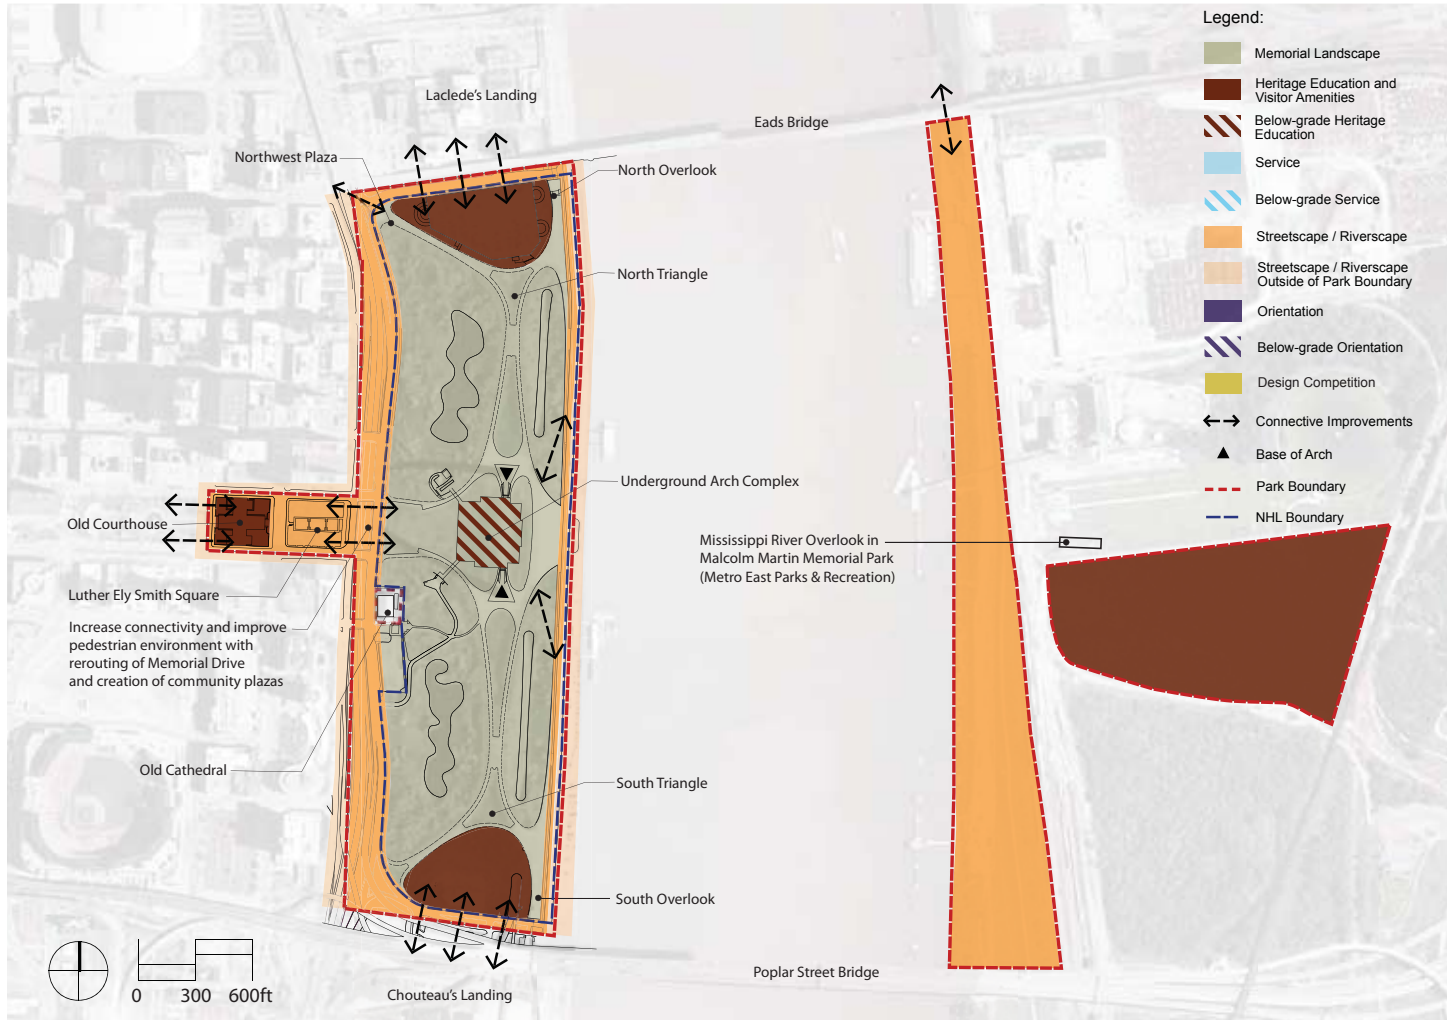 Legend:
Memorial Landscape
Heritage Education and
Visitor Amenities
Below-grade Heritage
Education
Service
Below-grade Service
Streetscape / Riverscape
Streetscape / Riverscape
Outside of Park Boundary
Orientation
Below-grade Orientation
Design Competition
Connective Improvements
Base of Arch
Park Boundary
NHL Boundary
Laclede's Landing
Eads Bridge
Northwest Plaza
North Overlook
North Triangle
Underground Arch Complex
Old Courthouse
Mississippi River Overlook in
Malcolm Martin Memorial Park
(Metro East Parks & Recreation)
Luther Ely Smith Square
Increase connectivity and improve
pedestrian environment with
rerouting of Memorial Drive
and creation of community plazas
Old Cathedral
South Triangle
South Overlook
Poplar Street Bridge
Chouteau's Landing
0 300 600ft